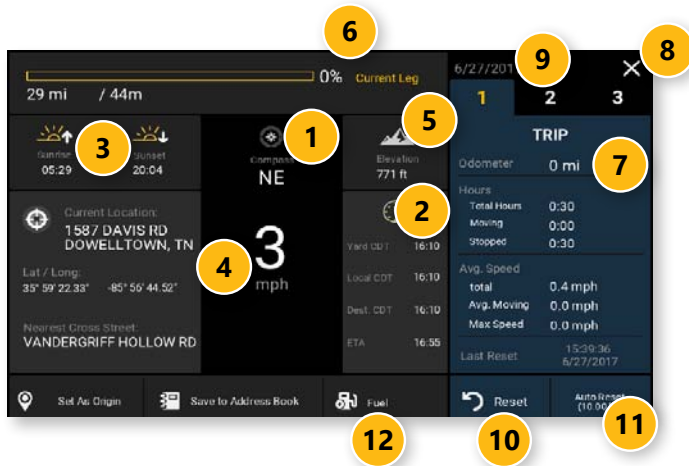 6
8
0% Current Leg
29 mi / 44m
6/27/201
9
1 2 3
3
Sunrise
05:29
Sunset
20:04
1
Compass
NE
5
Elevation
771 ft
TRIP
Odometer 0 mi
7
Hours
Total Hours 0:30
Moving 0:00
Stopped 0:30
Current Location:
1587 DAVIS RD
DOWELLTOWN, TN
Lat / Long:
35° 59' 22.33" -85° 56' 44.52"
Nearest Cross Street:
VANDERGRIFF HOLLOW RD
4
3
mph
2
Yard CDT 16:10
Local CDT 16:10
Dest. CDT 16:10
ETA 16:55
Avg. Speed
total 0.4 mph
Avg. Moving 0.0 mph
Max Speed 0.0 mph
Last Reset 15:39:36
6/27/2017
Set As Origin
Save to Address Book
Fuel
Reset
Auto Reset
(10.00
12
10
11